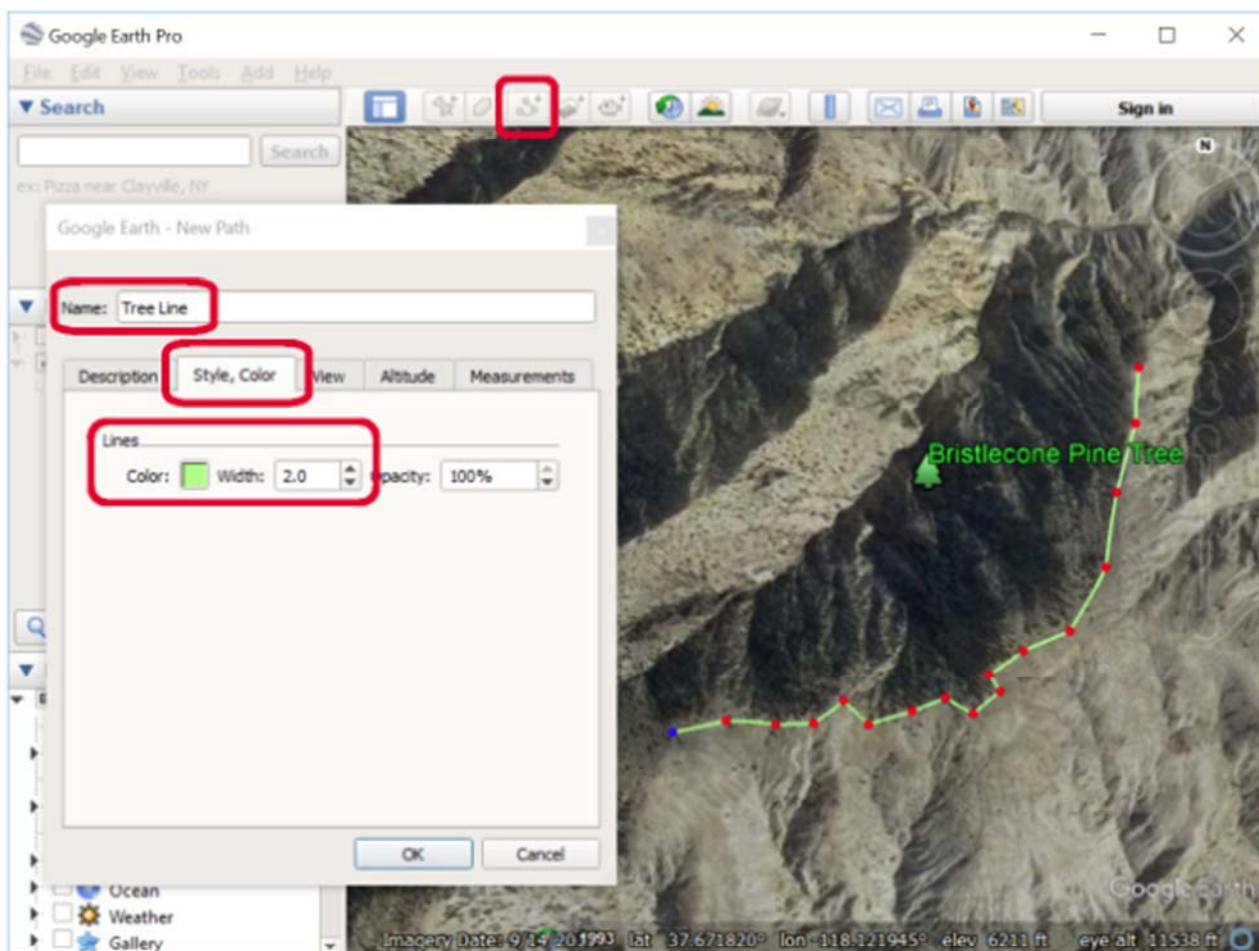 Google Earth Pro
File Edit View Tools Add Help
Search
Sign in
Search
ex: Pizza near Clayville, NY
N
Google Earth - New Path
Name: Tree Line
Description Style, Color View Altitude Measurements
Lines
Color: Width: 2.0 Opacity: 100%
Bristlecone Pine Tree
OK Cancel
Ocean
Weather
Gallery
Google Earth
Imagery Date: 9/14/2013 1993 lat 37.671820° lon -118.121945° elev 6211 ft eye alt 11538 ft